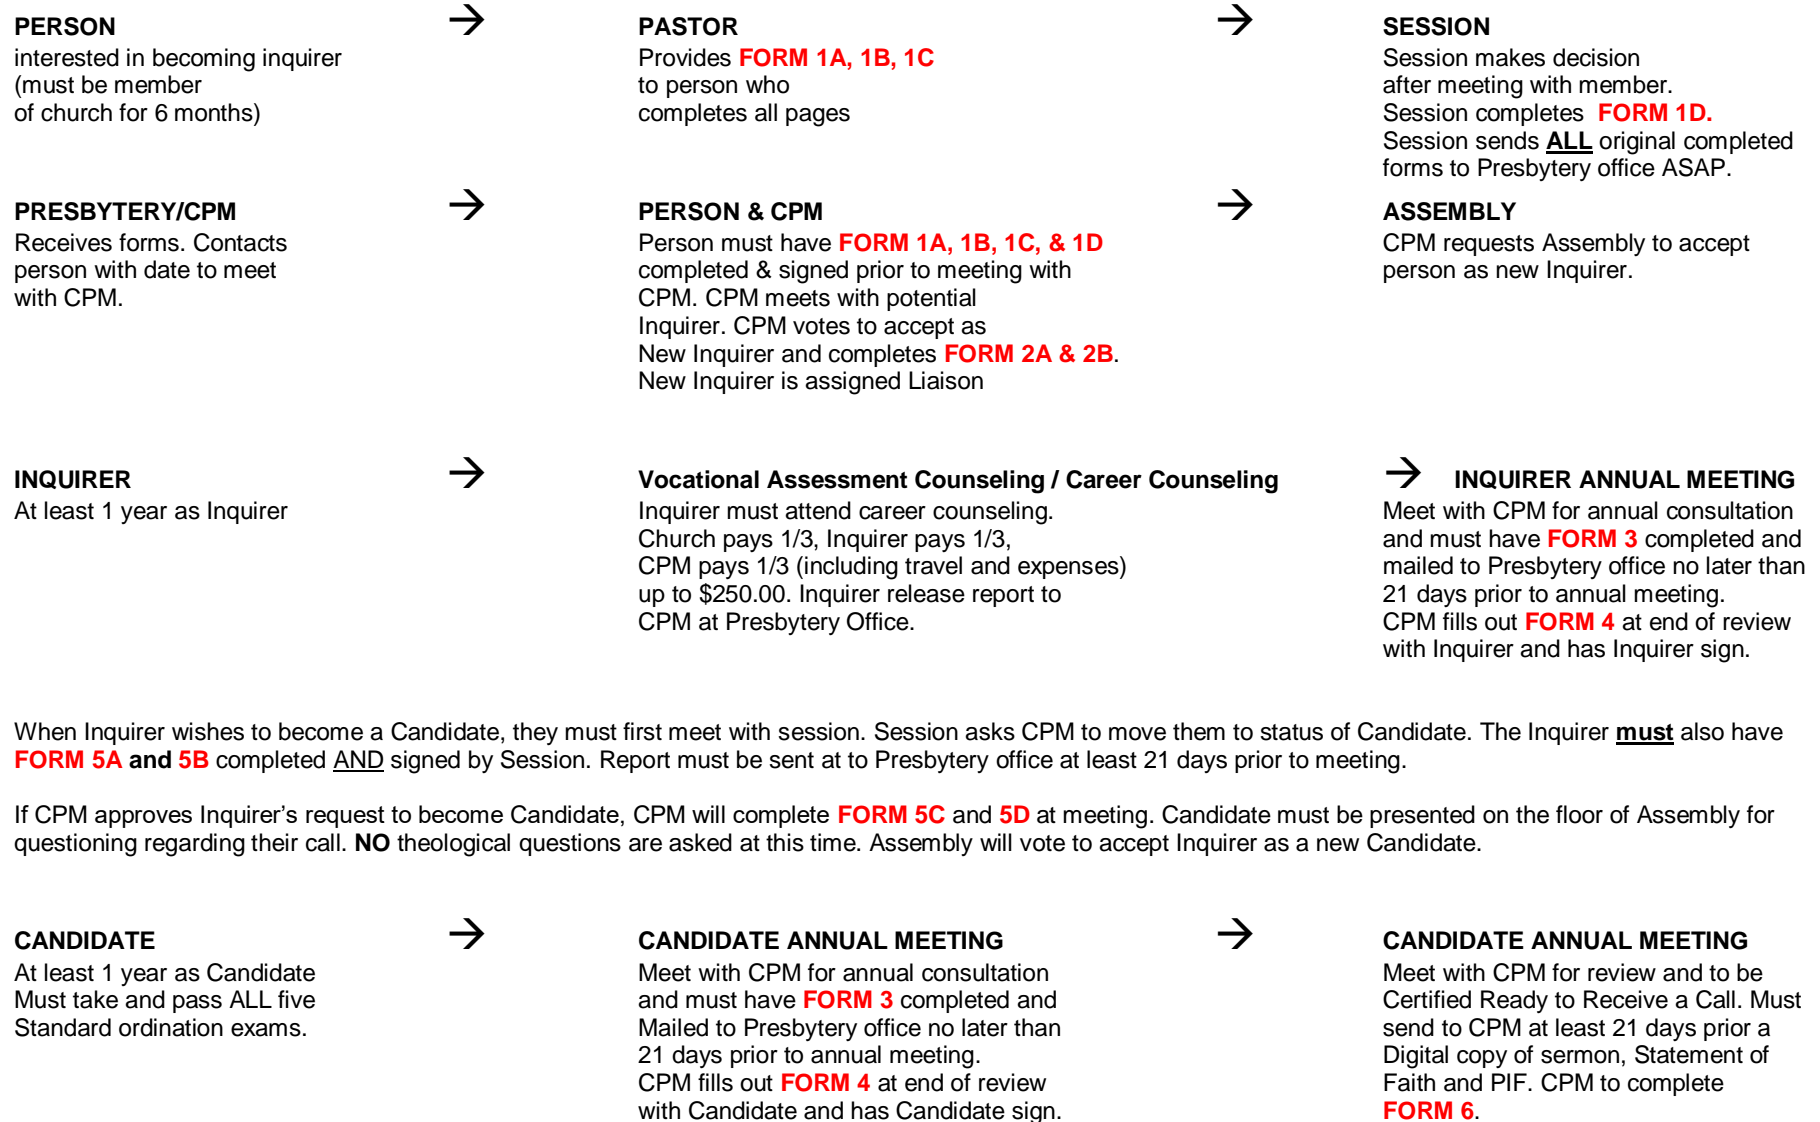 PERSON → PASTOR → SESSION
interested in becoming inquirer
(must be member
of church for 6 months)
Provides FORM 1A, 1B, 1C
to person who
completes all pages
Session makes decision
after meeting with member.
Session completes FORM 1D.
Session sends ALL original completed
forms to Presbytery office ASAP.
PRESBYTERY/CPM → PERSON & CPM → ASSEMBLY
Receives forms. Contacts
person with date to meet
with CPM.
Person must have FORM 1A, 1B, 1C, & 1D
completed & signed prior to meeting with
CPM. CPM meets with potential
Inquirer. CPM votes to accept as
New Inquirer and completes FORM 2A & 2B.
New Inquirer is assigned Liaison
CPM requests Assembly to accept
person as new Inquirer.
INQUIRER → Vocational Assessment Counseling / Career Counseling → INQUIRER ANNUAL MEETING
At least 1 year as Inquirer
Inquirer must attend career counseling.
Church pays 1/3, Inquirer pays 1/3,
CPM pays 1/3 (including travel and expenses)
up to $250.00. Inquirer release report to
CPM at Presbytery Office.
Meet with CPM for annual consultation
and must have FORM 3 completed and
mailed to Presbytery office no later than
21 days prior to annual meeting.
CPM fills out FORM 4 at end of review
with Inquirer and has Inquirer sign.
When Inquirer wishes to become a Candidate, they must first meet with session. Session asks CPM to move them to status of Candidate. The Inquirer must also have
FORM 5A and 5B completed AND signed by Session. Report must be sent at to Presbytery office at least 21 days prior to meeting.
If CPM approves Inquirer’s request to become Candidate, CPM will complete FORM 5C and 5D at meeting. Candidate must be presented on the floor of Assembly for
questioning regarding their call. NO theological questions are asked at this time. Assembly will vote to accept Inquirer as a new Candidate.
CANDIDATE → CANDIDATE ANNUAL MEETING → CANDIDATE ANNUAL MEETING
At least 1 year as Candidate
Must take and pass ALL five
Standard ordination exams.
Meet with CPM for annual consultation
and must have FORM 3 completed and
Mailed to Presbytery office no later than
21 days prior to annual meeting.
CPM fills out FORM 4 at end of review
with Candidate and has Candidate sign.
Meet with CPM for review and to be
Certified Ready to Receive a Call. Must
send to CPM at least 21 days prior a
Digital copy of sermon, Statement of
Faith and PIF. CPM to complete
FORM 6.